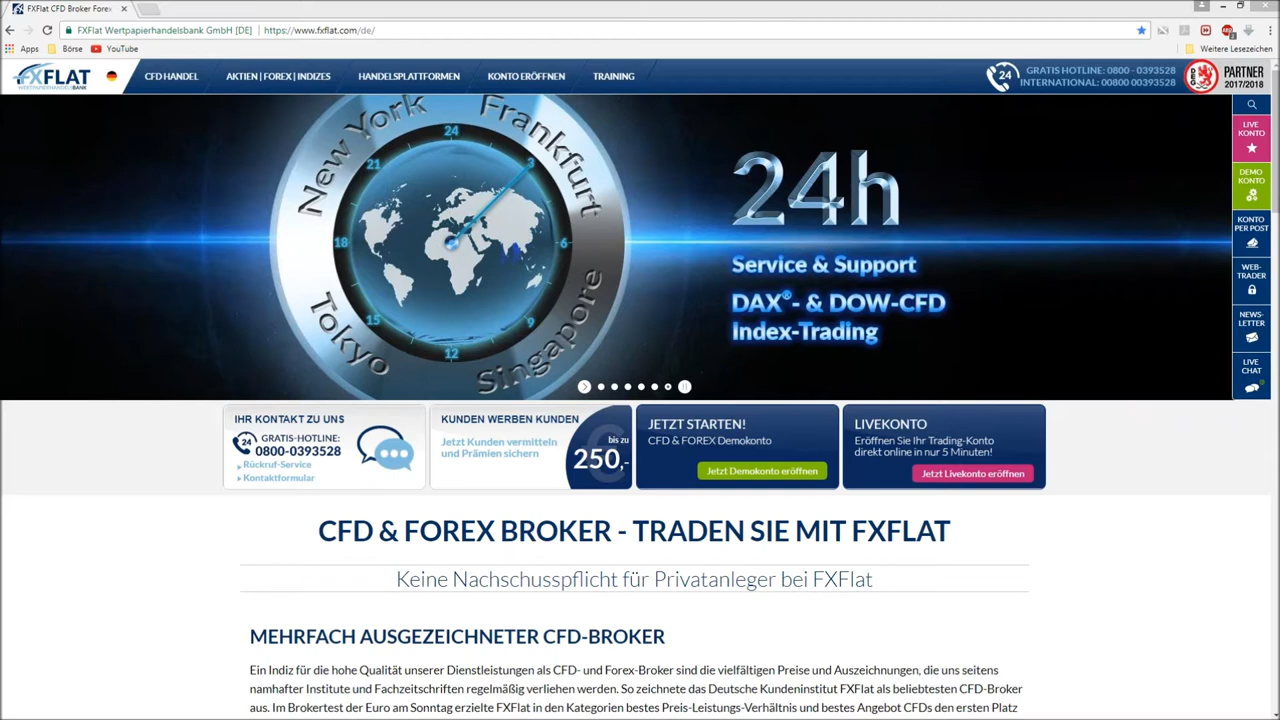 FXFlat CFD Broker Forex
FXFlat Wertpapierhandelsbank GmbH [DE] https://www.fxflat.com/de/
Apps Börse YouTube Weitere Lesezeichen
FXFLAT
WERTPAPIERHANDELSBANK
CFD HANDEL AKTIEN | FOREX | INDIZES HANDELSPLATTFORMEN KONTO ERÖFFNEN TRAINING
24 GRATIS HOTLINE: 0800 - 0393528
INTERNATIONAL: 00800 00393528
PARTNER
2017/2018
New York Frankfurt
Tokyo Singapore
24
3
6
9
12
15
18
21
24h
Service & Support
DAX®- & DOW-CFD
Index-Trading
LIVE
KONTO
DEMO
KONTO
KONTO
PER POST
WEB-
TRADER
NEWS-
LETTER
LIVE
CHAT
IHR KONTAKT ZU UNS
24 GRATIS-HOTLINE:
0800-0393528
Rückruf-Service
Kontaktformular
KUNDEN WERBEN KUNDEN
Jetzt Kunden vermitteln
und Prämien sichern
bis zu
250,-
JETZT STARTEN!
CFD & FOREX Demokonto
Jetzt Demokonto eröffnen
LIVEKONTO
Eröffnen Sie Ihr Trading-Konto
direkt online in nur 5 Minuten!
Jetzt Livekonto eröffnen
CFD & FOREX BROKER - TRADEN SIE MIT FXFLAT
Keine Nachschusspflicht für Privatanleger bei FXFlat
MEHRFACH AUSGEZEICHNETER CFD-BROKER
Ein Indiz für die hohe Qualität unserer Dienstleistungen als CFD- und Forex-Broker sind die vielfältigen Preise und Auszeichnungen, die uns seitens
namhafter Institute und Fachzeitschriften regelmäßig verliehen werden. So zeichnete das Deutsche Kundeninstitut FXFlat als beliebtesten CFD-Broker
aus. Im Brokertest der Euro am Sonntag erzielte FXFlat in den Kategorien bestes Preis-Leistungs-Verhältnis und bestes Angebot CFDs den ersten Platz